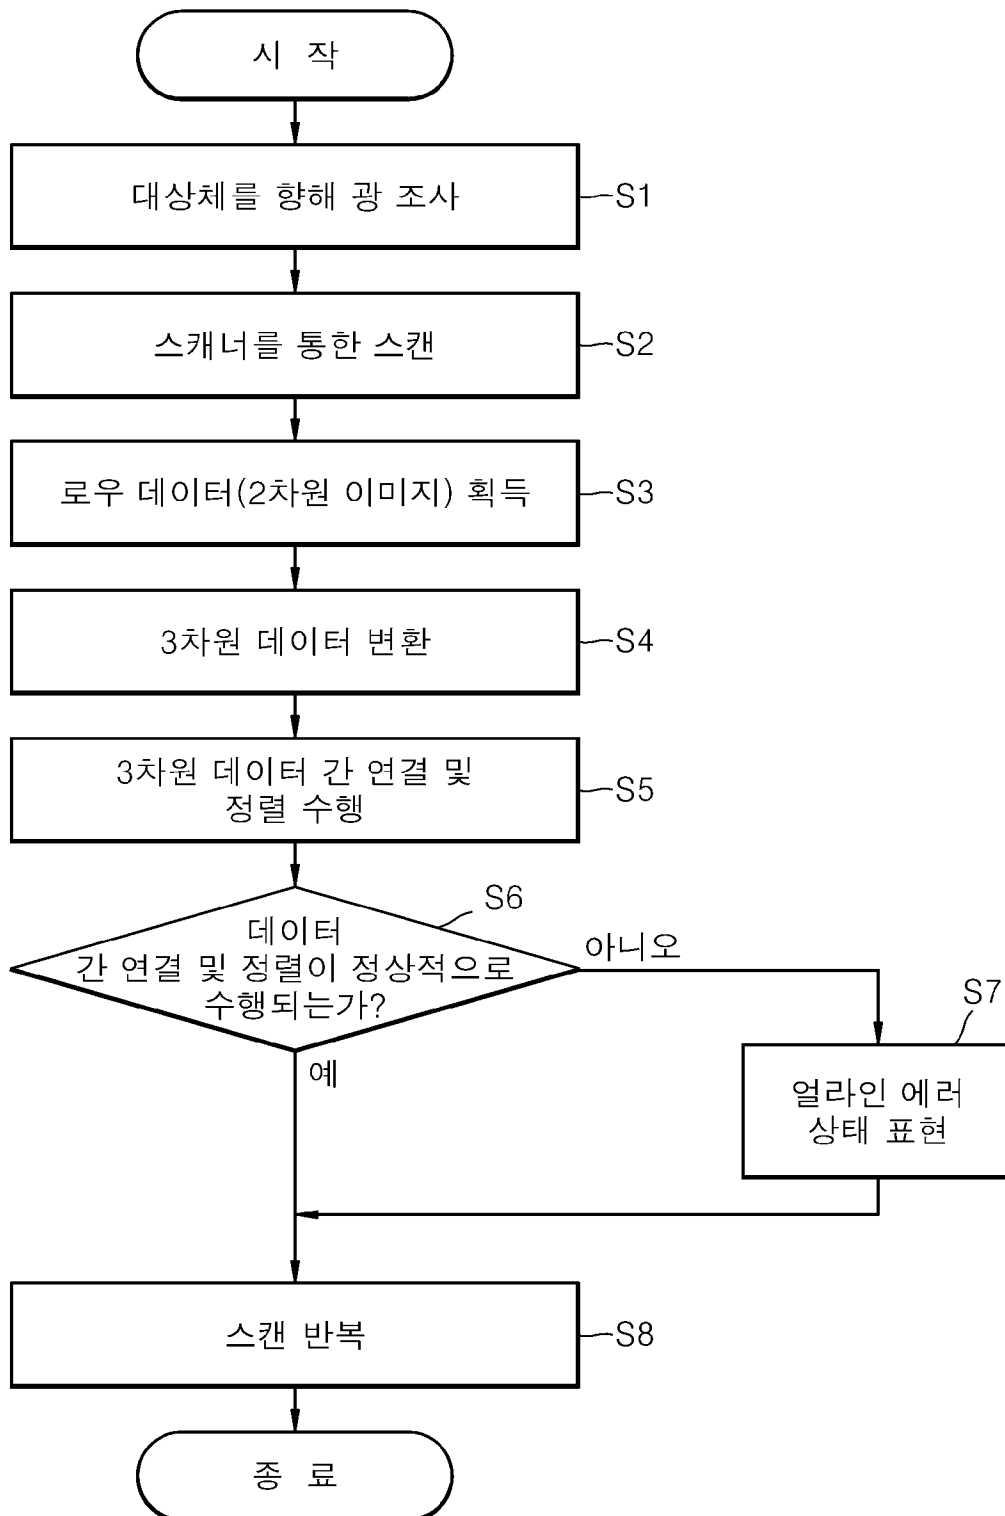 시 작
대상체를 향해 광 조사
S1
스캐너를 통한 스캔
S2
로우 데이터(2차원 이미지) 획득
S3
3차원 데이터 변환
S4
3차원 데이터 간 연결 및
정렬 수행
S5
S6
데이터
간 연결 및 정렬이 정상적으로
수행되는가?
아니오
예
S7
얼라인 에러
상태 표현
스캔 반복
S8
종 료